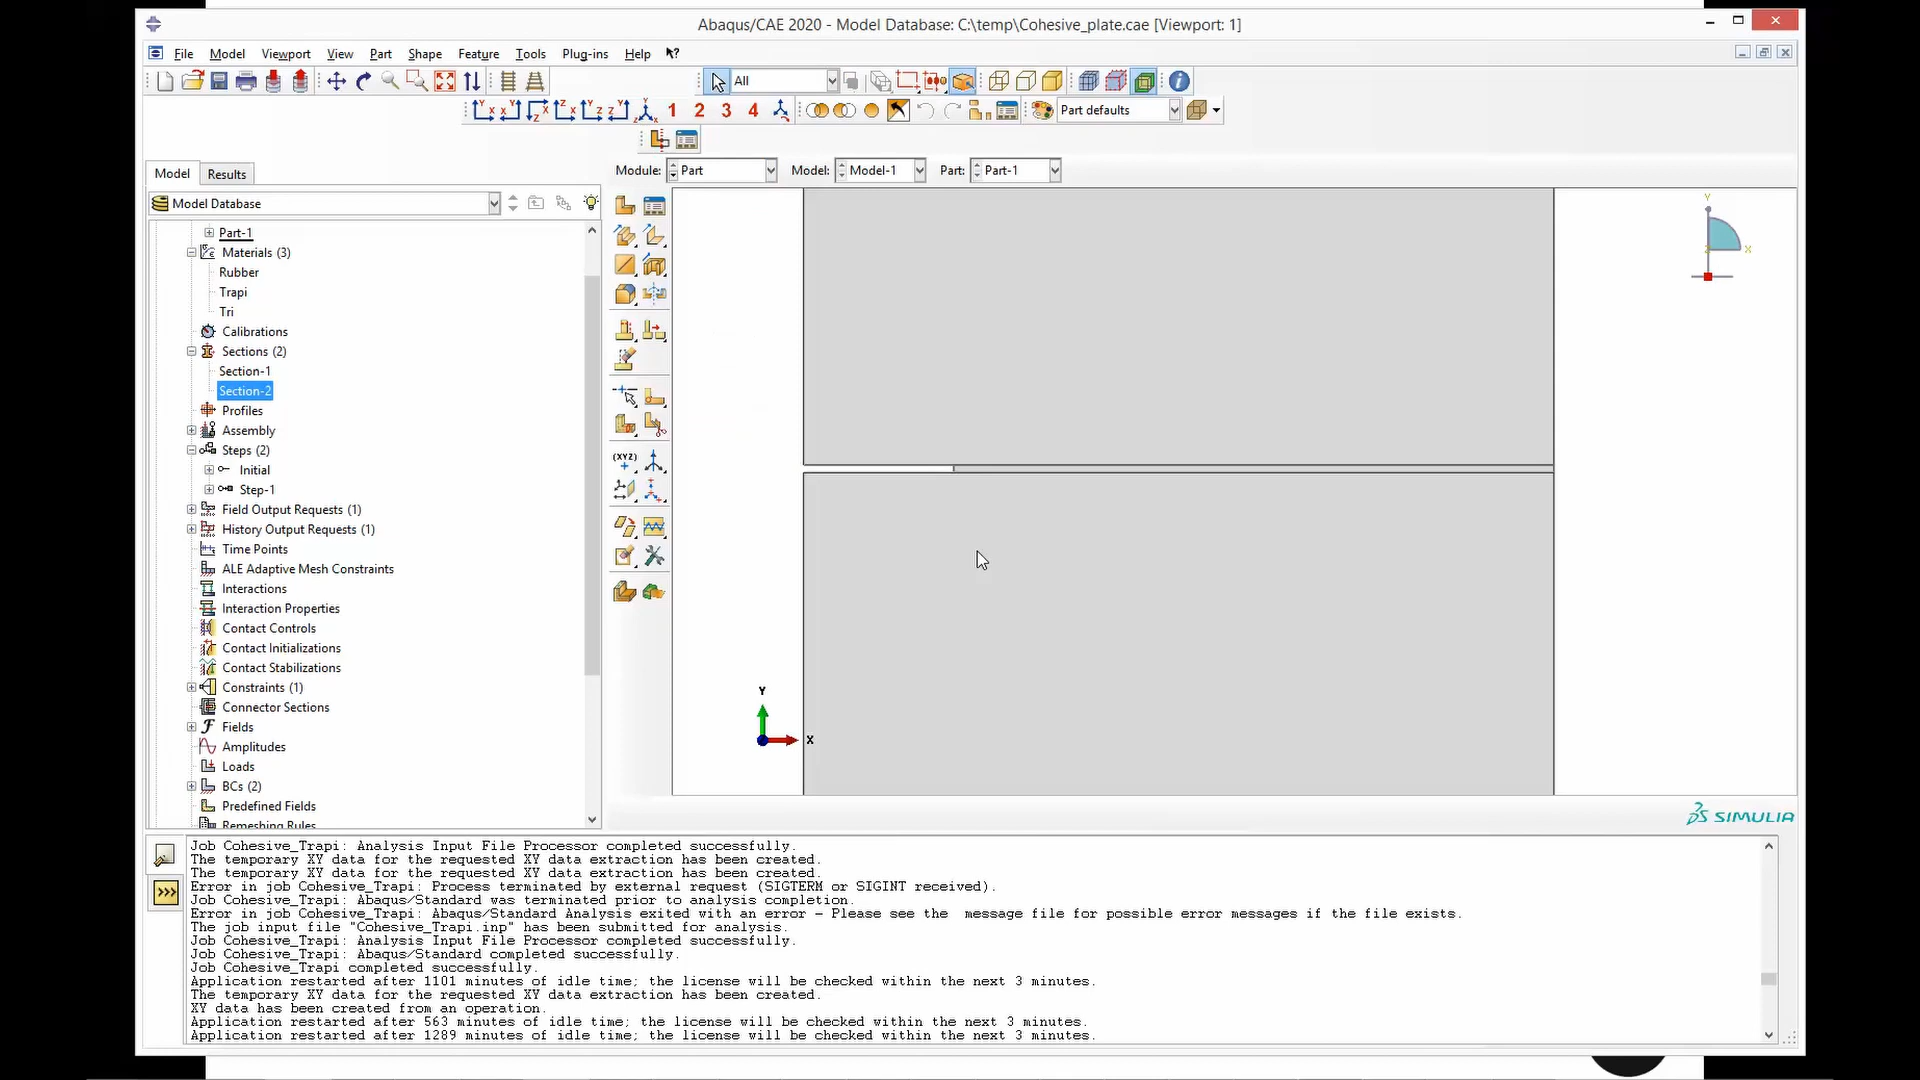 Abaqus/CAE 2020 - Model Database: C:\temp\Cohesive_plate.cae [Viewport: 1]
File Model Viewport View Part Shape Feature Tools Plug-ins Help
All
1 2 3 4 Part defaults
Model Results
Module: Part Model: Model-1 Part: Part-1
Model Database
Part-1
Materials (3)
Rubber
Trapi
Tri
Calibrations
Sections (2)
Section-1
Section-2
Profiles
Assembly
Steps (2)
Initial
Step-1
Field Output Requests (1)
History Output Requests (1)
Time Points
ALE Adaptive Mesh Constraints
Interactions
Interaction Properties
Contact Controls
Contact Initializations
Contact Stabilizations
Constraints (1)
Connector Sections
Fields
Amplitudes
Loads
BCs (2)
Predefined Fields
Remeshing Rules
(XYZ)
Y
X
Y
X
SIMULIA
Job Cohesive_Trapi: Analysis Input File Processor completed successfully.
The temporary XY data for the requested XY data extraction has been created.
The temporary XY data for the requested XY data extraction has been created.
Error in job Cohesive_Trapi: Process terminated by external request (SIGTERM or SIGINT received).
Job Cohesive_Trapi: Abaqus/Standard was terminated prior to analysis completion.
Error in job Cohesive_Trapi: Abaqus/Standard Analysis exited with an error - Please see the  message file for possible error messages if the file exists.
The job input file "Cohesive_Trapi.inp" has been submitted for analysis.
Job Cohesive_Trapi: Analysis Input File Processor completed successfully.
Job Cohesive_Trapi: Abaqus/Standard completed successfully.
Job Cohesive_Trapi completed successfully.
Application restarted after 1101 minutes of idle time; the license will be checked within the next 3 minutes.
The temporary XY data for the requested XY data extraction has been created.
XY data has been created from an operation.
Application restarted after 563 minutes of idle time; the license will be checked within the next 3 minutes.
Application restarted after 1289 minutes of idle time; the license will be checked within the next 3 minutes.